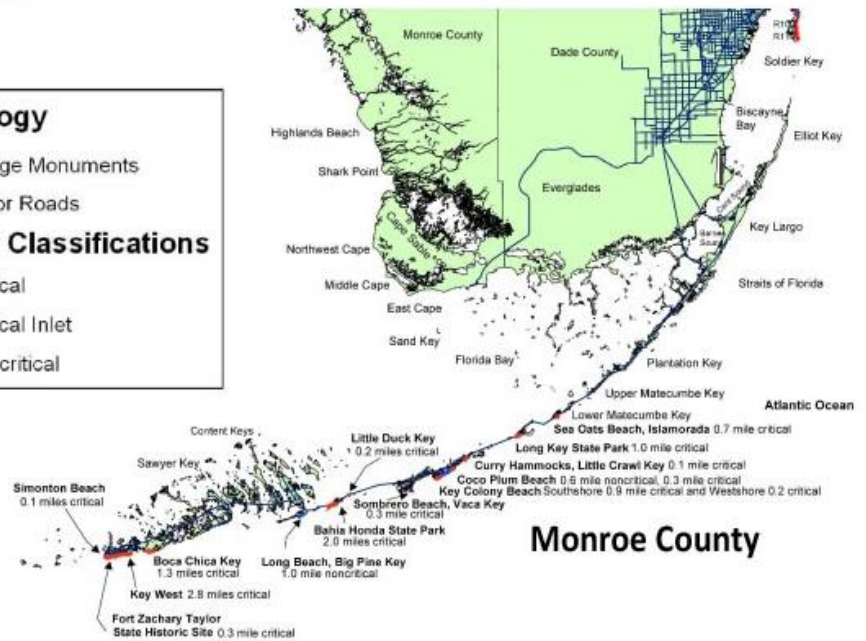 ogy
ge Monuments
or Roads
Classifications
cal
cal Inlet
critical
Monroe County
Dade County
Soldier Key
Biscayne
Bay
Elliot Key
Highlands Beach
Shark Point
Everglades
Cape Sable
Key Largo
Northwest Cape
Middle Cape
Straits of Florida
East Cape
Sand Key
Florida Bay
Plantation Key
Upper Matecumbe Key
Atlantic Ocean
Lower Matecumbe Key
Sea Oats Beach, Islamorada 0.7 mile critical
Long Key State Park 1.0 mile critical
Curry Hammocks, Little Crawl Key 0.1 mile critical
Coco Plum Beach 0.6 mile noncritical, 0.3 mile critical
Key Colony Beach Southshore 0.9 mile critical and Westshore 0.2 critical
Content Keys
Little Duck Key
0.2 miles critical
Sawyer Key
Simonton Beach
0.1 miles critical
Sombrero Beach, Vaca Key
0.3 mile critical
Bahia Honda State Park
2.0 miles critical
Monroe County
Boca Chica Key
1.3 miles critical
Long Beach, Big Pine Key
1.0 mile noncritical
Key West 2.8 miles critical
Fort Zachary Taylor
State Historic Site 0.3 mile critical